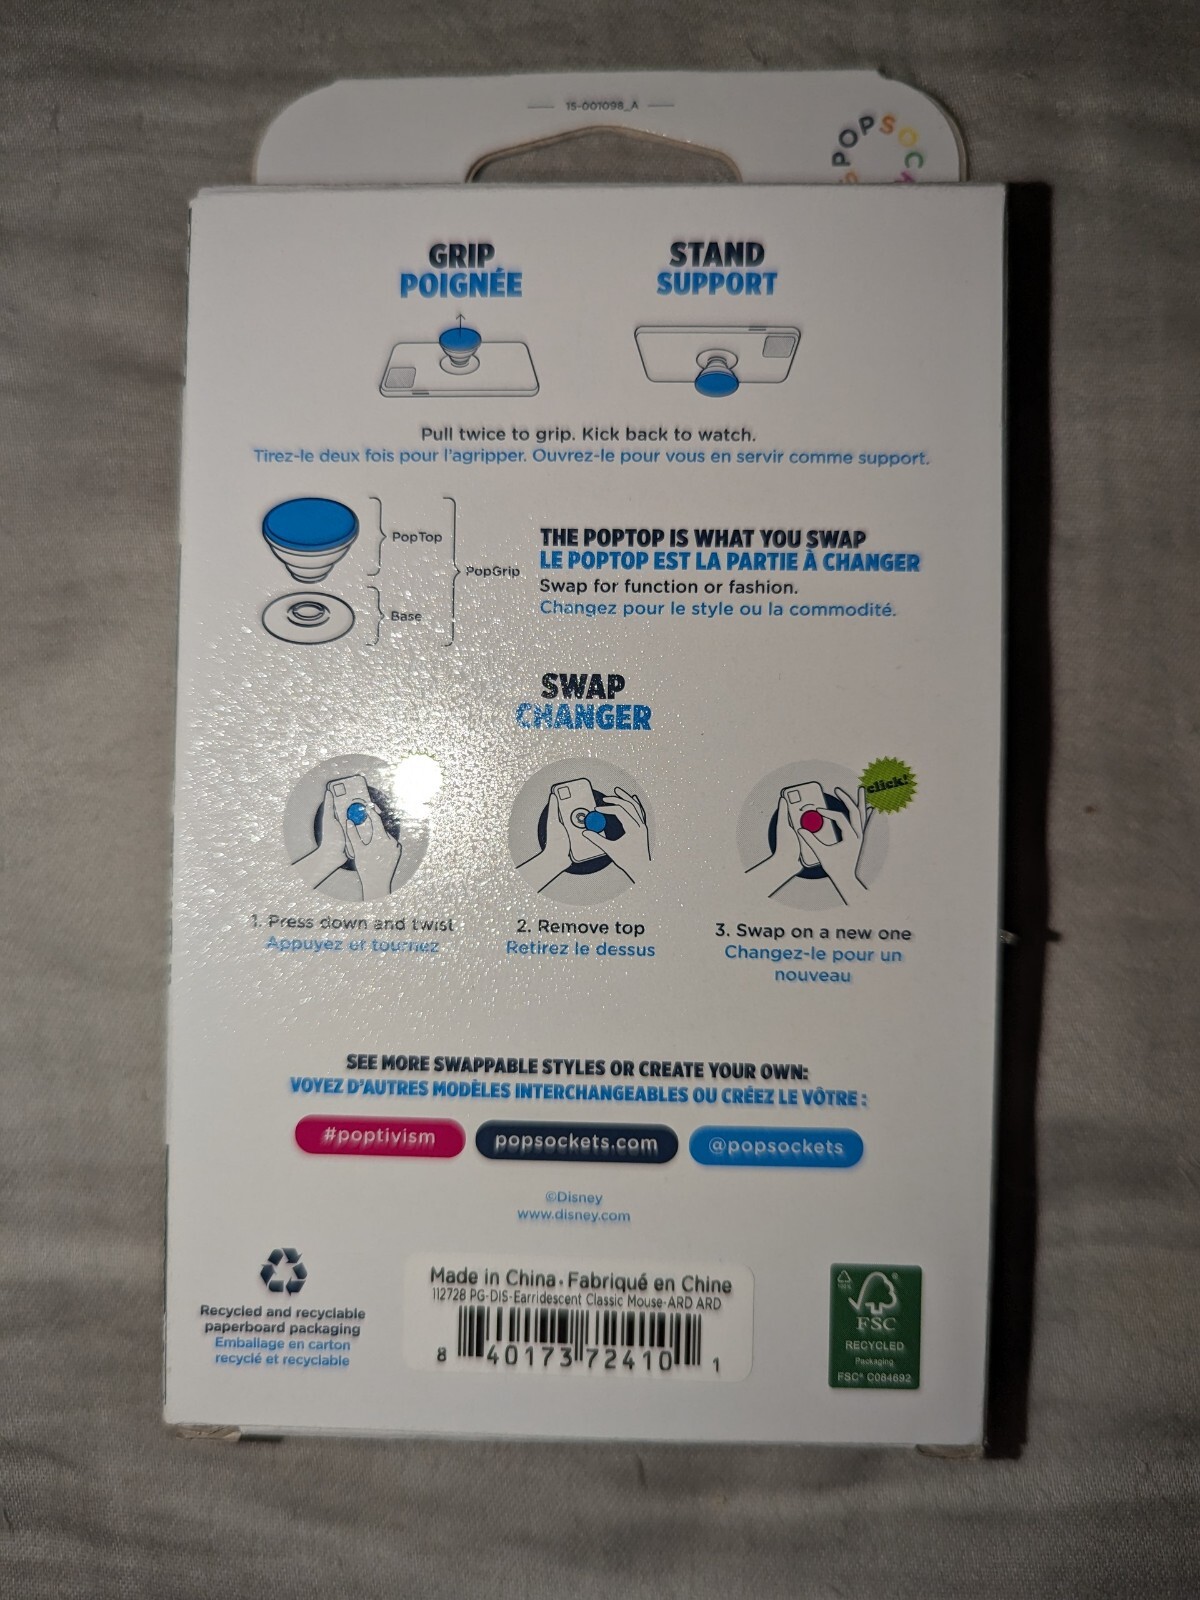 15-001098_A
POPSOC
GRIP
POIGNÉE
STAND
SUPPORT
Pull twice to grip. Kick back to watch.
Tirez-le deux fois pour l'agripper. Ouvrez-le pour vous en servir comme support.
PopTop
PopGrip
Base
THE POPTOP IS WHAT YOU SWAP
LE POPTOP EST LA PARTIE À CHANGER
Swap for function or fashion.
Changez pour le style ou la commodité.
SWAP
CHANGER
click!
1. Press down and twist
Appuyez et tournez
2. Remove top
Retirez le dessus
3. Swap on a new one
Changez-le pour un
nouveau
SEE MORE SWAPPABLE STYLES OR CREATE YOUR OWN:
VOYEZ D'AUTRES MODÈLES INTERCHANGEABLES OU CRÉEZ LE VÔTRE :
#poptivism
popsockets.com
@popsockets
©Disney
www.disney.com
Recycled and recyclable
paperboard packaging
Emballage en carton
recyclé et recyclable
Made in China. Fabriqué en Chine
112728 PG-DIS-Earridescent Classic Mouse-ARD ARD
8 40173 72410 1
FSC
RECYCLED
Packaging
FSC® C084692